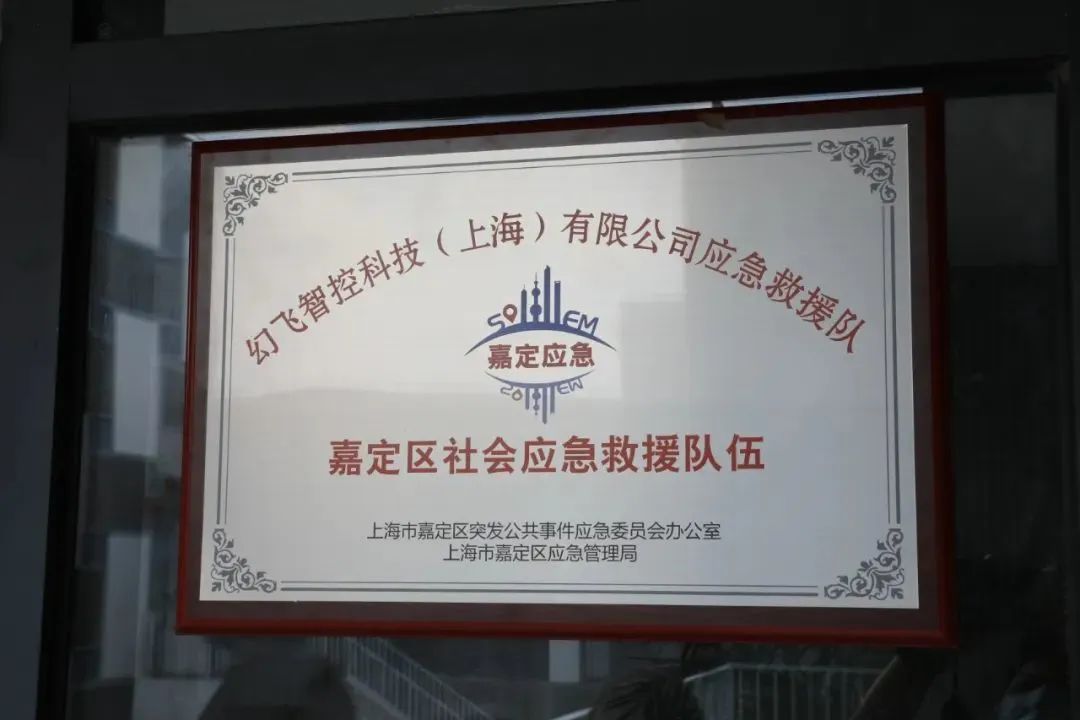 幻飞智控科技（上海）有限公司应急救援队
SEM
嘉定应急
嘉定区社会应急救援队伍
上海市嘉定区突发公共事件应急委员会办公室
上海市嘉定区应急管理局